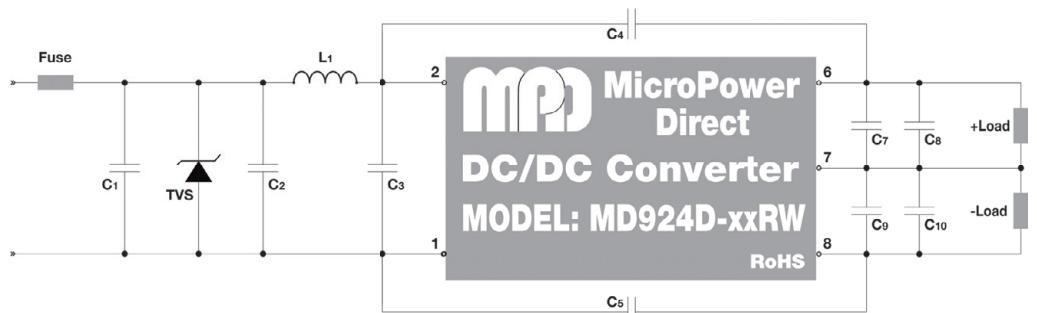 C4
Fuse
L1
2
6
MPD
MicroPower
Direct
C7
C8
+Load
7
DC/DC Converter
C1
TVS
C2
C3
MODEL: MD924D-xxRW
C9
C10
-Load
1
8
RoHS
C5